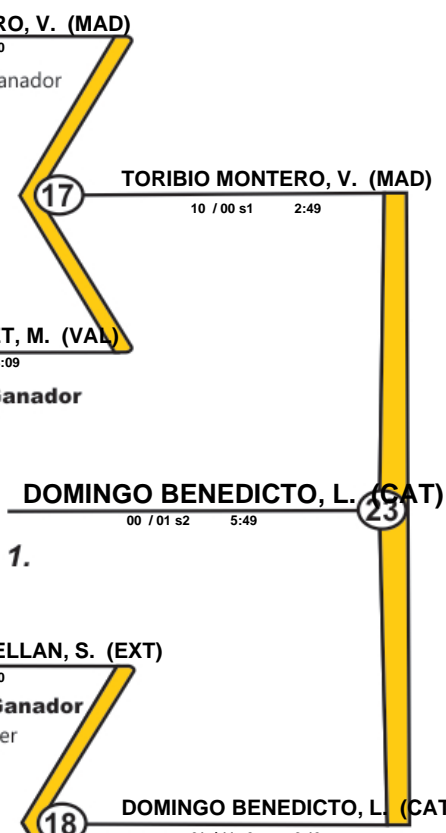 RO, V. (MAD)
anador
17
TORIBIO MONTERO, V. (MAD)
10 / 00 s1 2:49
ET, M. (VAL)
:09
Ganador
DOMINGO BENEDICTO, L. (CAT)
00 / 01 s2 5:49
23
1.
ELLAN, S. (EXT)
Ganador
er
18
DOMINGO BENEDICTO, L. (CAT